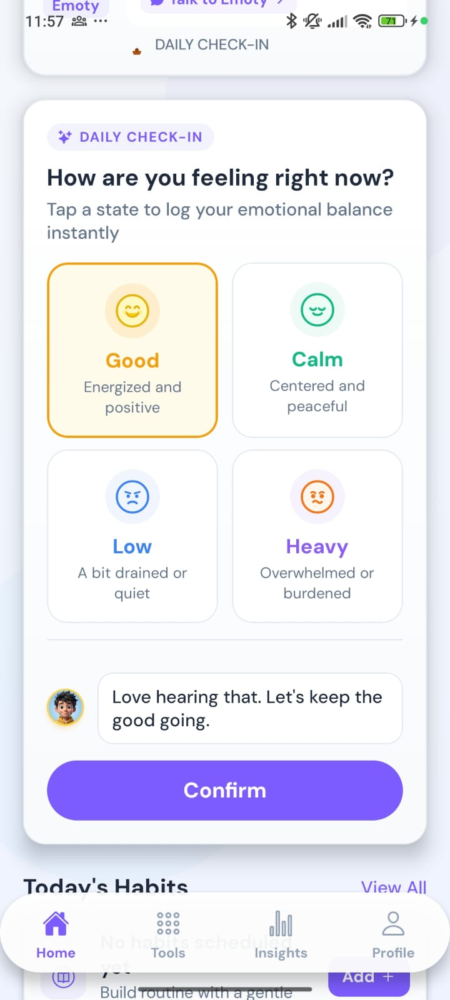 Emoty
Talk to Emoty
11:57
71
DAILY CHECK-IN
DAILY CHECK-IN
How are you feeling right now?
Tap a state to log your emotional balance
instantly
Good
Energized and
positive
Calm
Centered and
peaceful
Low
A bit drained or
quiet
Heavy
Overwhelmed or
burdened
Love hearing that. Let's keep the
good going.
Confirm
Today's Habits
View All
No habits scheduled
yet
Home
Tools
Insights
Profile
Add +
Build routine with a gentle